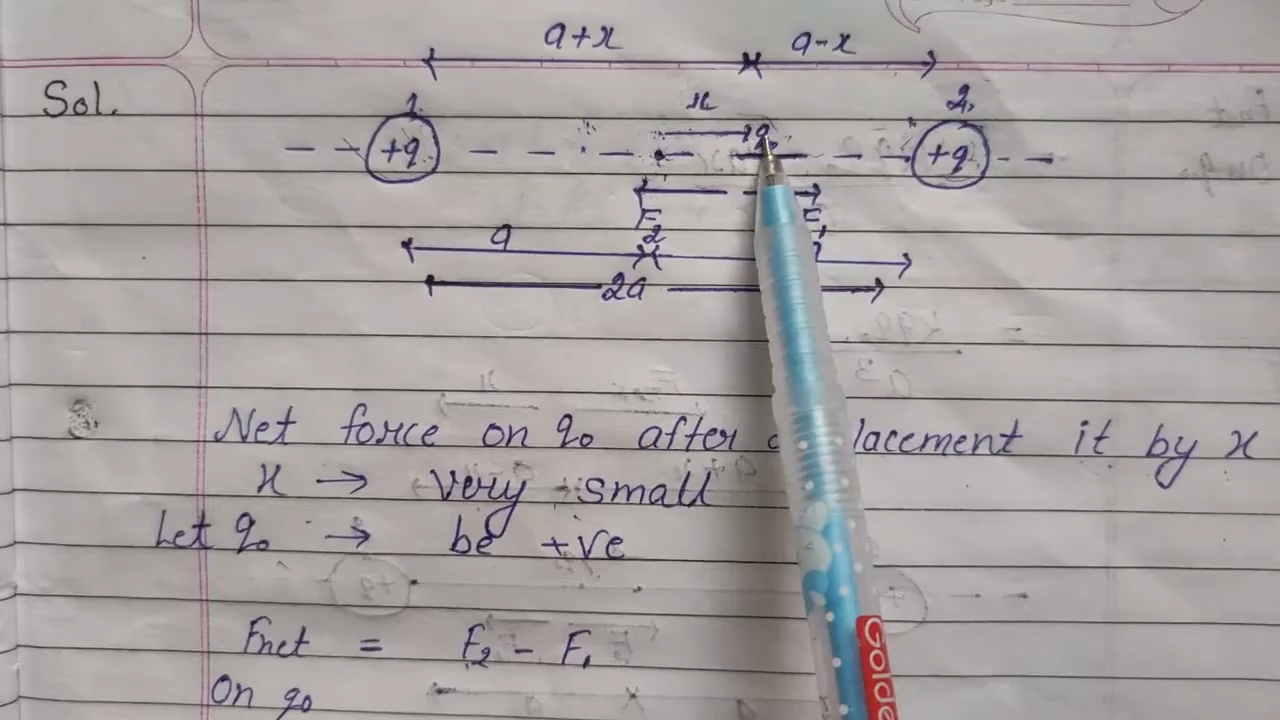 a+x a-x
Sol.
x
1. 2.
+q q +q
F2 F1
a
2a
Net force on q₀ after lacement it by x
x → very small
Let q₀ → be +ve
Fnet = F₂ - F₁
On q₀
Golde